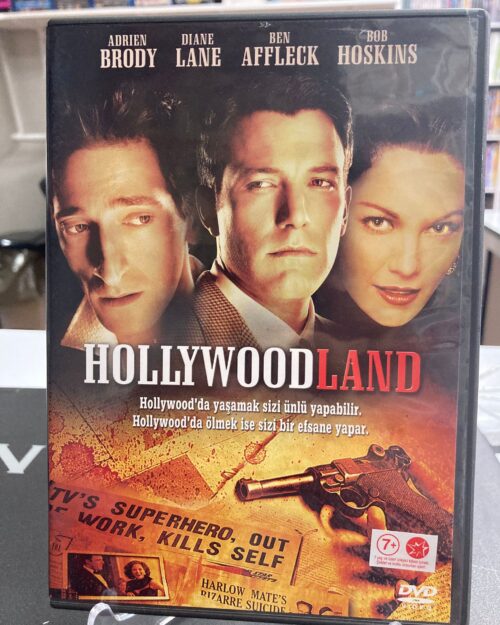 ADRIEN BRODY
DIANE LANE
BEN AFFLECK
BOB HOSKINS
HOLLYWOODLAND
Hollywood'da yaşamak sizi ünlü yapabilir.
Hollywood'da ölmek ise sizi bir efsane yapar.
TV'S SUPERHERO, OUT
OF WORK, KILLS SELF
HARLOW MATE'S
BIZARRE SUICIDE
7+
DVD
VIDEO